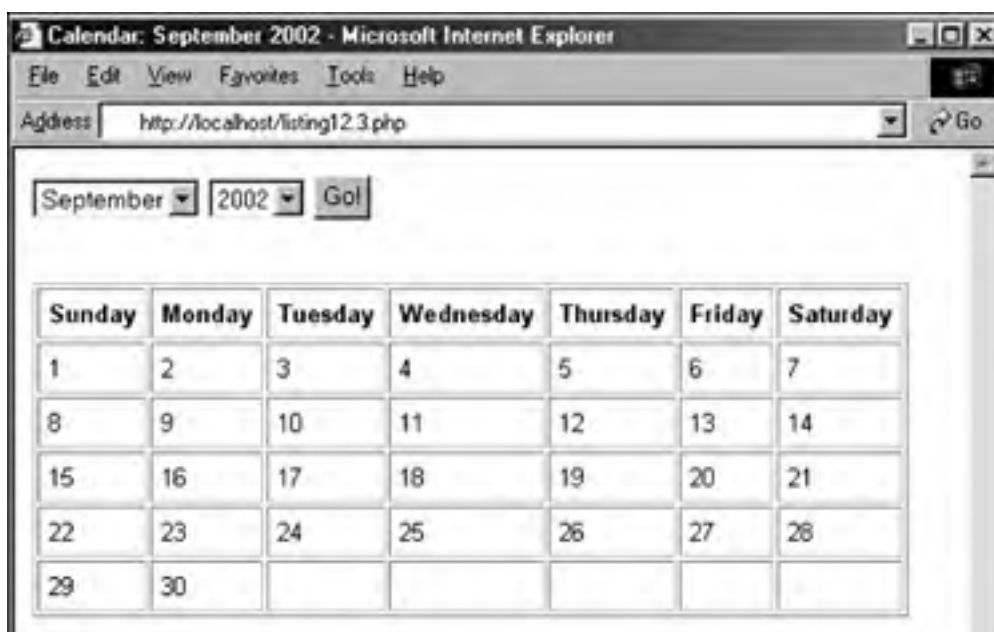 Calendar: September 2002 - Microsoft Internet Explorer
File Edit View Favorites Tools Help
Address http://localhost/listing12.3.php Go
September 2002 Go!
Sunday Monday Tuesday Wednesday Thursday Friday Saturday
1 2 3 4 5 6 7
8 9 10 11 12 13 14
15 16 17 18 19 20 21
22 23 24 25 26 27 28
29 30